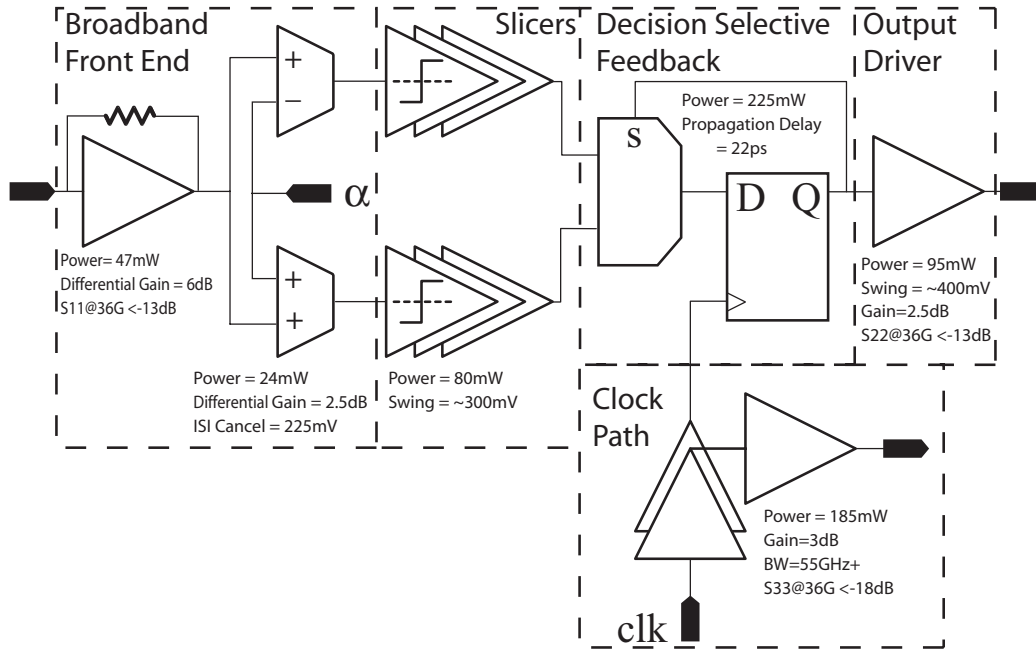 Broadband
Front End
Slicers
Decision Selective
Feedback
Output
Driver
+
−
α
+
+
Power= 47mW
Differential Gain = 6dB
S11@36G <-13dB
Power = 24mW
Differential Gain = 2.5dB
ISI Cancel = 225mV
Power = 80mW
Swing = ~300mV
s
Power = 225mW
Propagation Delay
= 22ps
D Q
Power = 95mW
Swing = ~400mV
Gain=2.5dB
S22@36G <-13dB
Clock
Path
Power = 185mW
Gain=3dB
BW=55GHz+
S33@36G <-18dB
clk